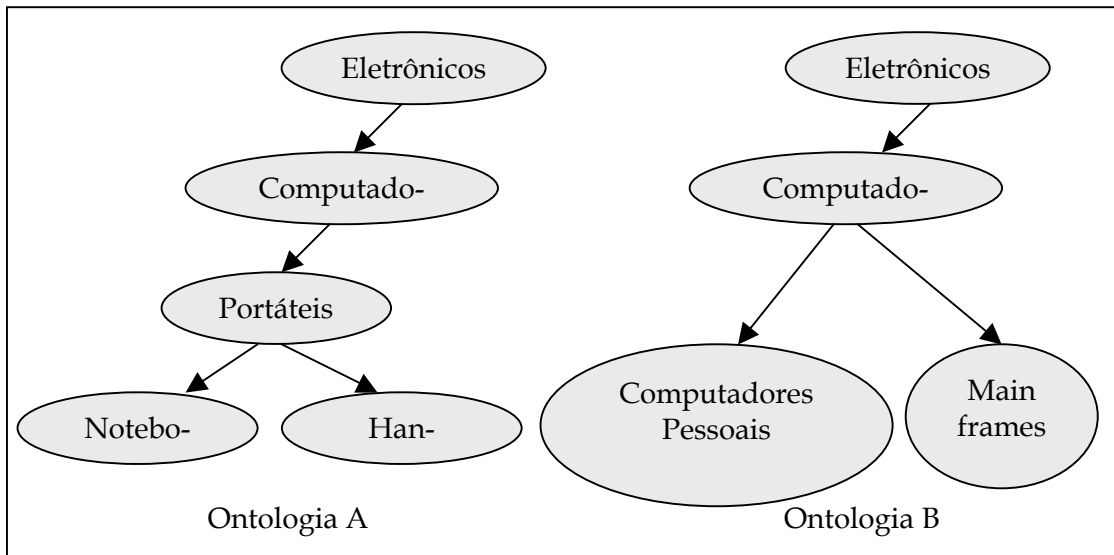 Eletrônicos
Computado-
Portáteis
Notebo-
Han-
Ontologia A
Eletrônicos
Computado-
Computadores
Pessoais
Main
frames
Ontologia B